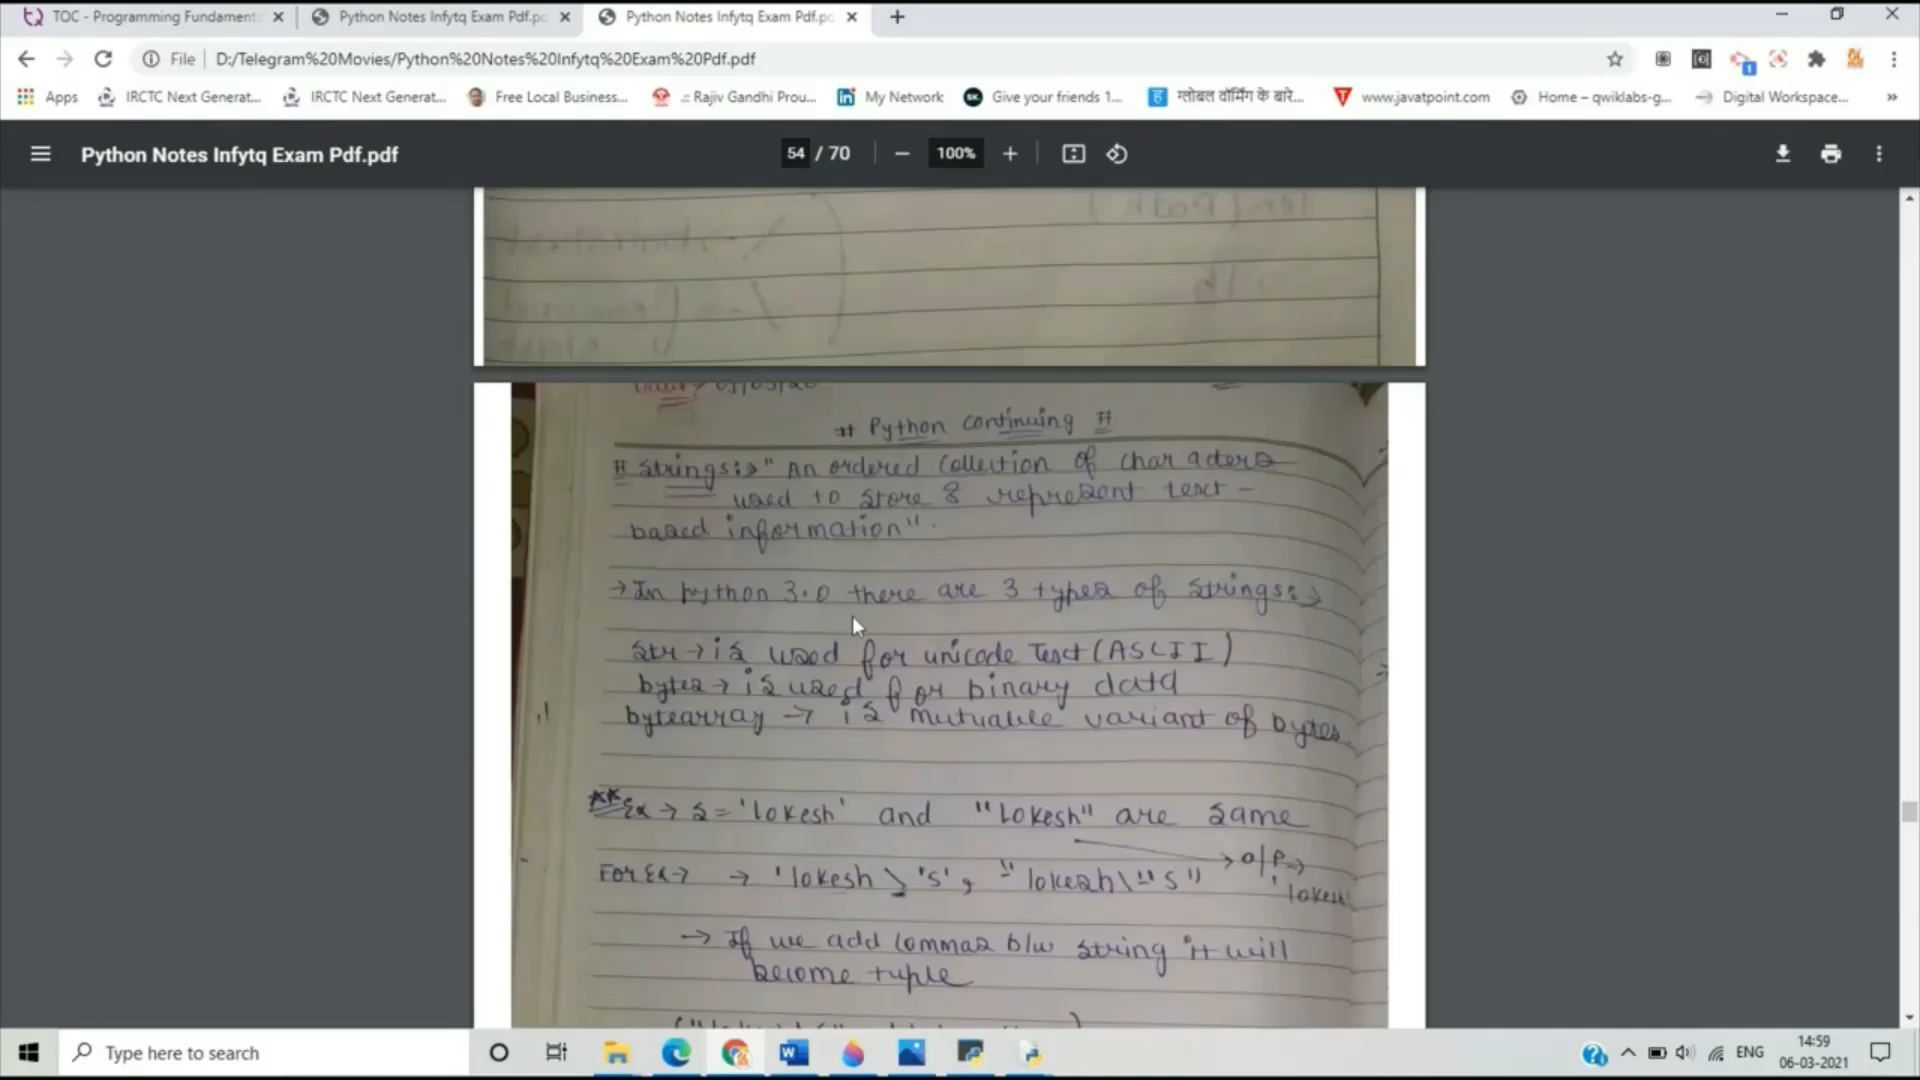 TOC - Programming Fundament
Python Notes Infytq Exam Pdf.pd
Python Notes Infytq Exam Pdf.pd
File
D:/Telegram%20Movies/Python%20Notes%20Infytq%20Exam%20Pdf.pdf
Apps
IRCTC Next Generat...
IRCTC Next Generat...
Free Local Business...
.:: Rajiv Gandhi Prou...
My Network
Give your friends 1...
ग्लोबल वॉर्मिंग के बारे...
www.javatpoint.com
Home – qwiklabs-g...
Digital Workspace...
Python Notes Infytq Exam Pdf.pdf
54 / 70
100%
# Python continuing #
# Strings:→ "An ordered collection of characters
used to store & represent text-
based information".
→ In python 3.0 there are 3 types of strings:→
str → is used for unicode Text (ASCII)
bytes → is used for binary data
bytearray → is mutuable variant of bytes
** Ex → s = 'lokesh' and "Lokesh" are same
For Ex → → 'lokesh \ 's', "lokesh\"s" → o/p →
'lokesh
→ If we add commas b/w string it will
become tuple
Type here to search
ENG
14:59
06-03-2021